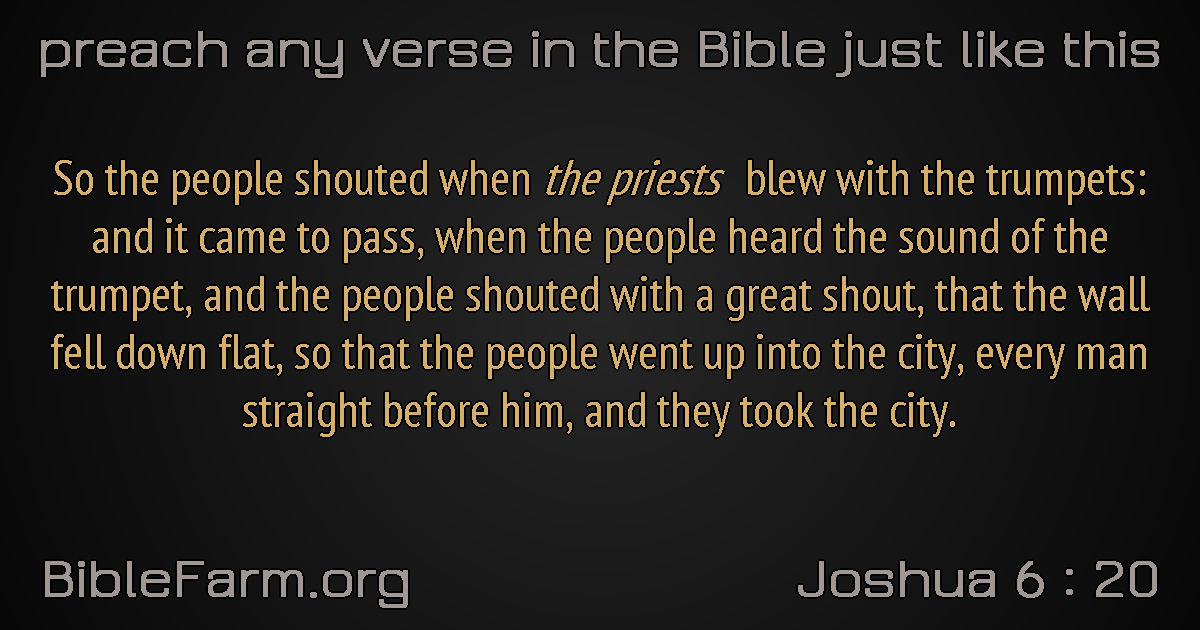 preach any verse in the Bible just like this
So the people shouted when the priests blew with the trumpets:
and it came to pass, when the people heard the sound of the
trumpet, and the people shouted with a great shout, that the wall
fell down flat, so that the people went up into the city, every man
straight before him, and they took the city.
BibleFarm.org
Joshua 6 : 20